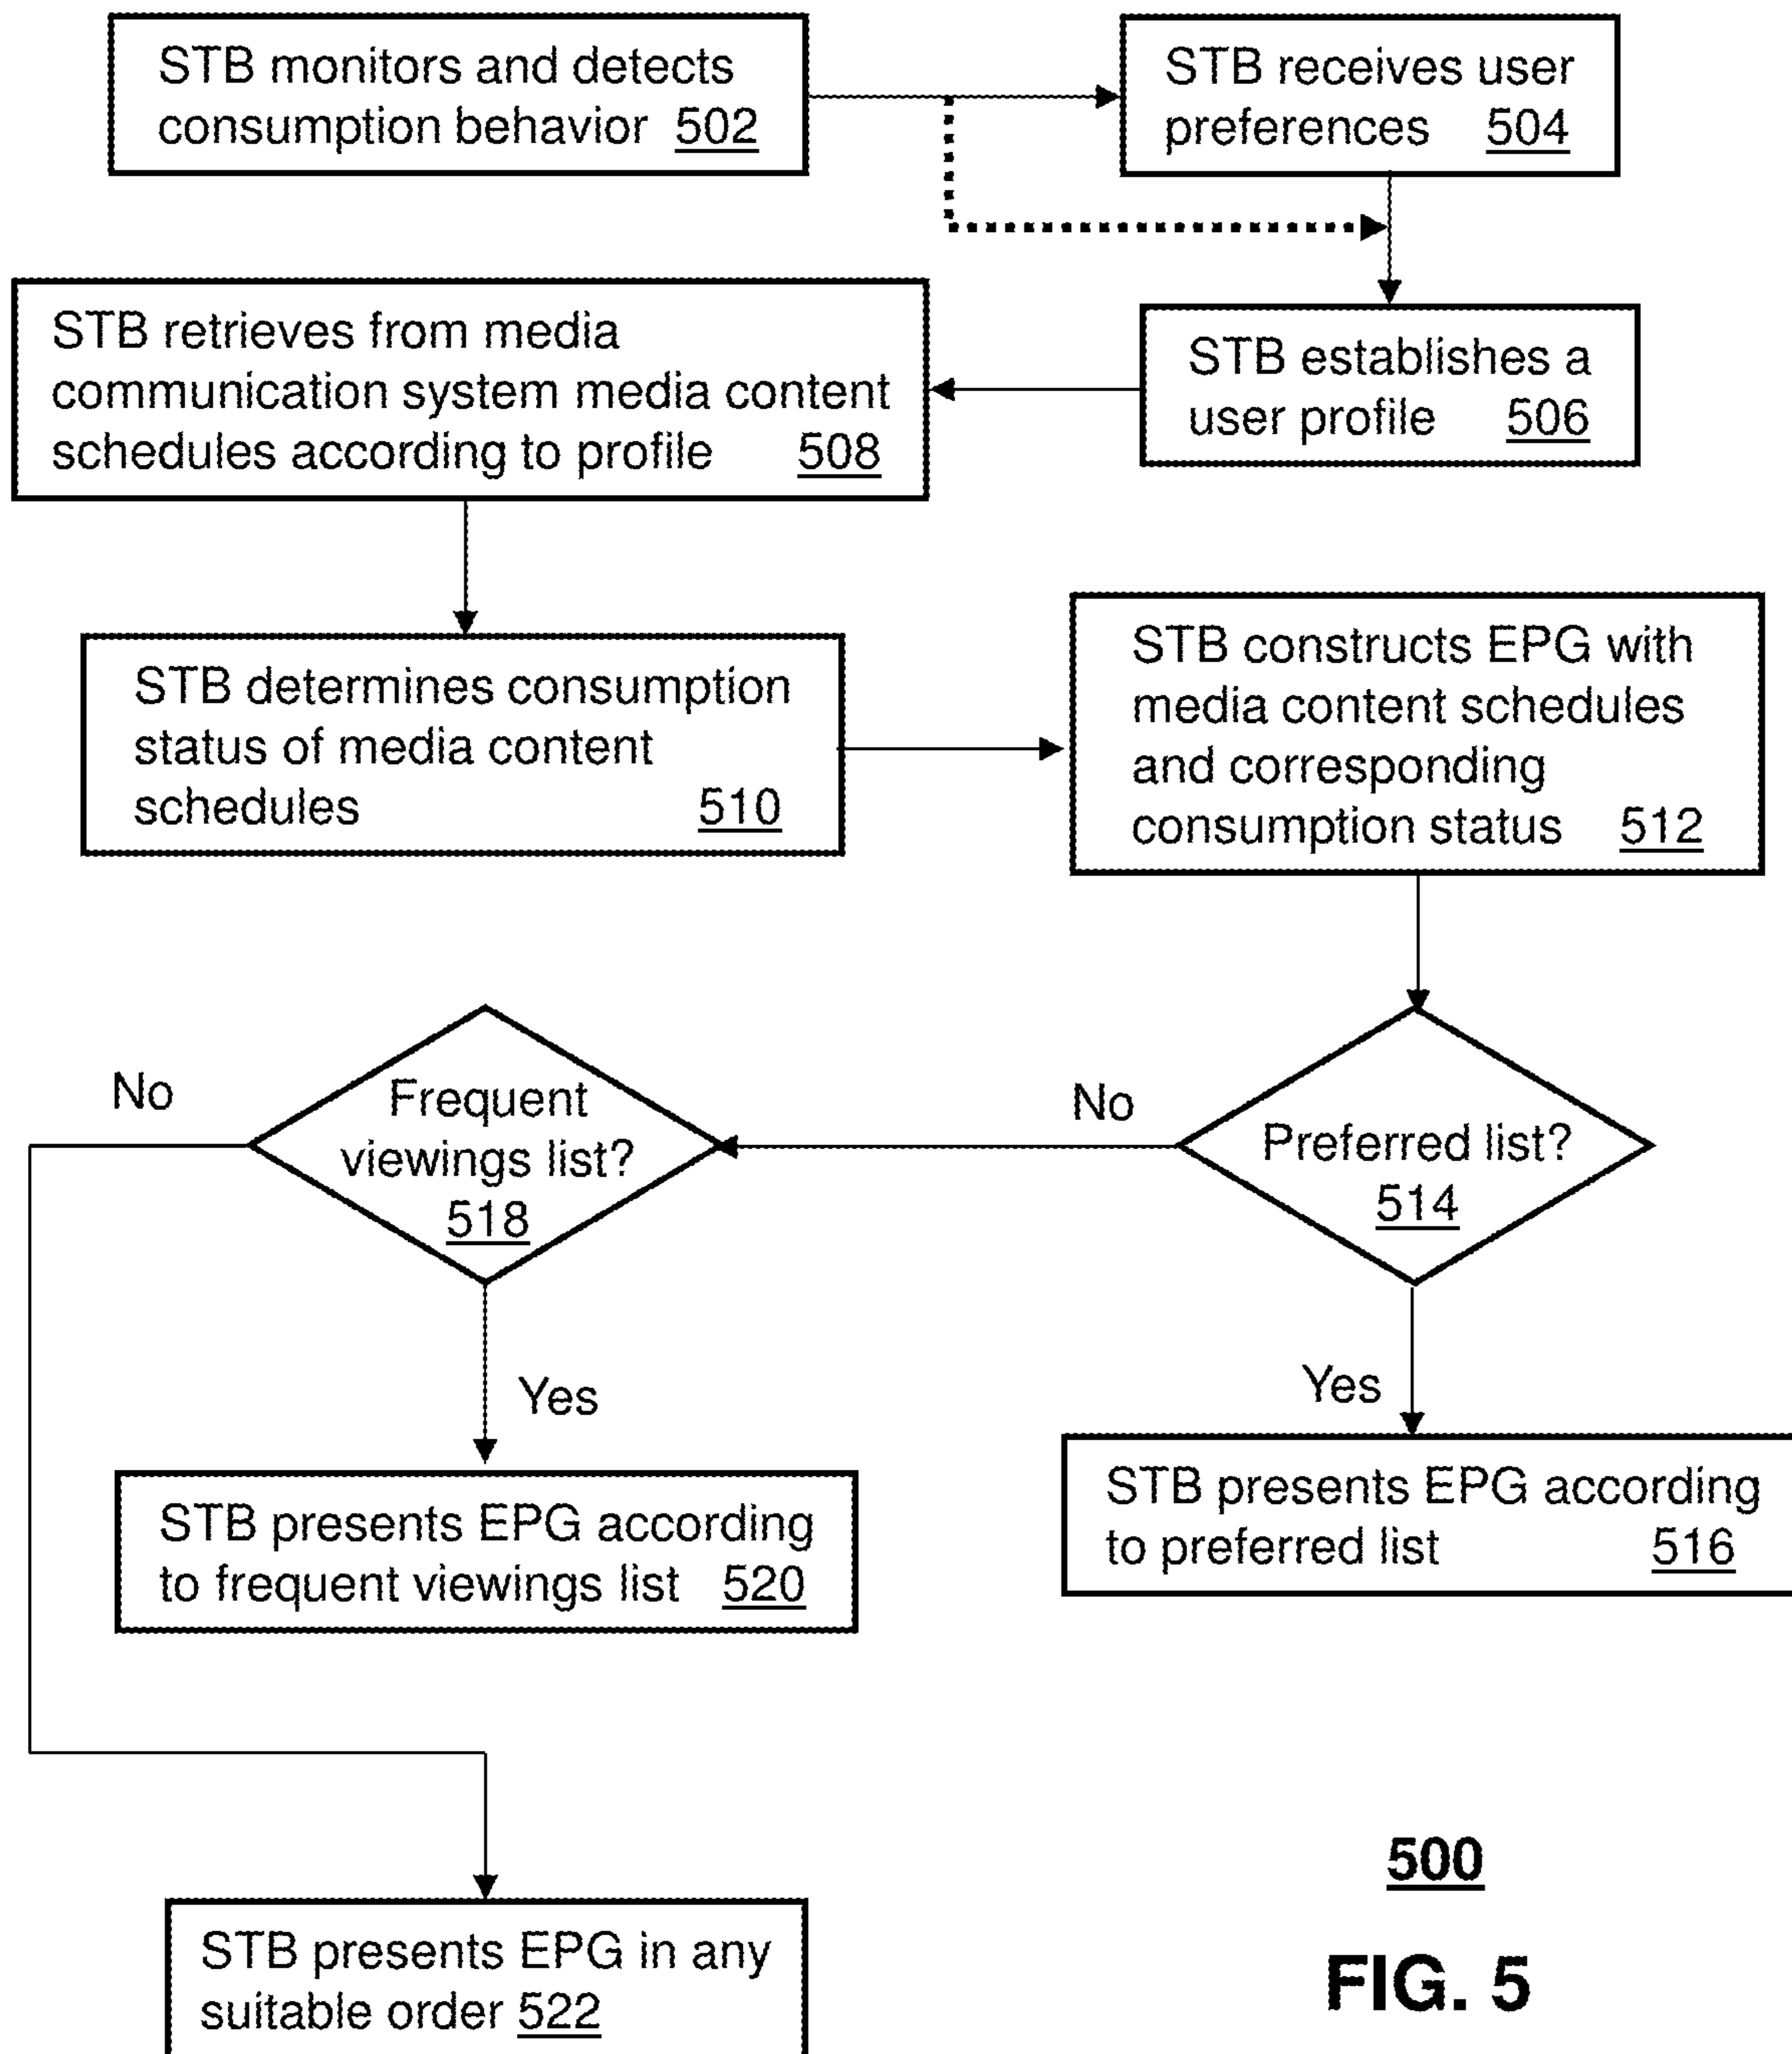 STB monitors and detects
consumption behavior 502
STB receives user
preferences 504
STB retrieves from media
communication system media content
schedules according to profile 508
STB establishes a
user profile 506
STB determines consumption
status of media content
schedules 510
STB constructs EPG with
media content schedules
and corresponding
consumption status 512
No
Frequent
viewings list?
518
No
Preferred list?
514
Yes
Yes
STB presents EPG according
to frequent viewings list 520
STB presents EPG according
to preferred list 516
STB presents EPG in any
suitable order 522
500
FIG. 5